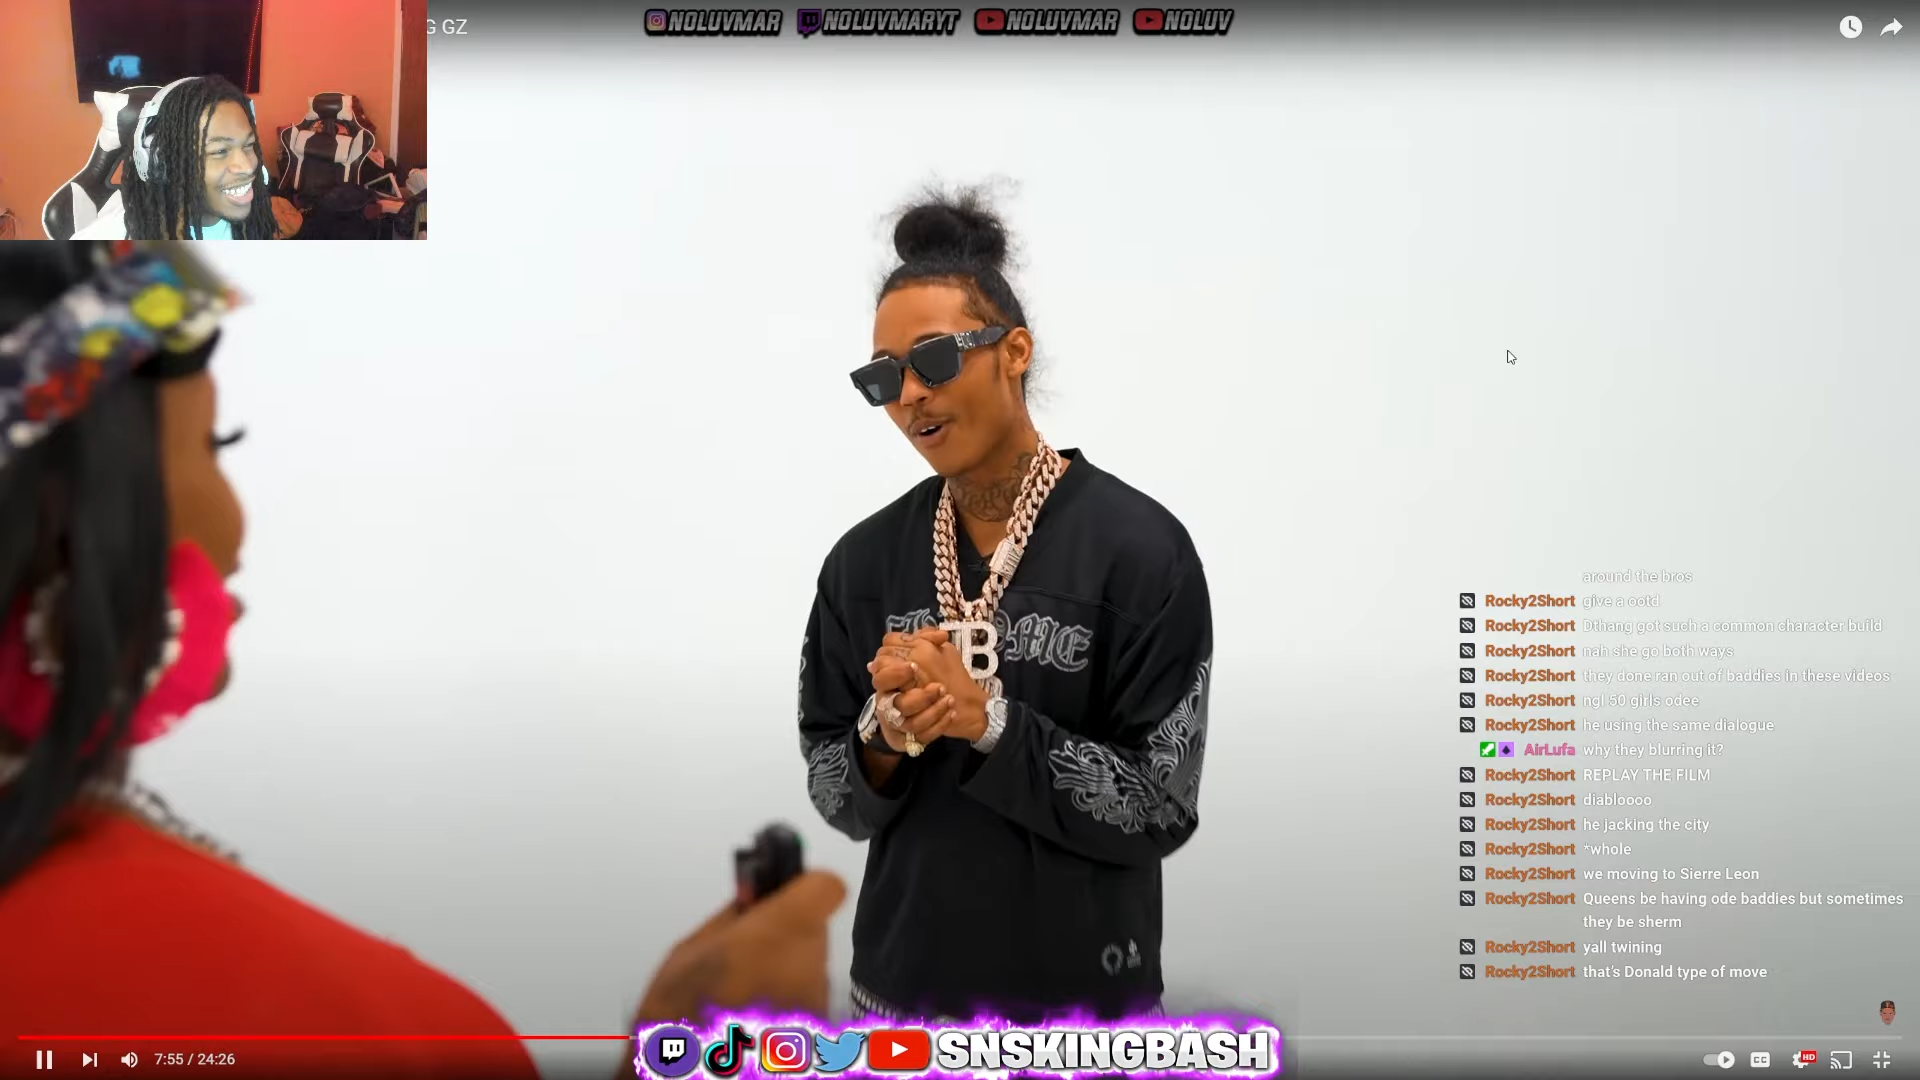 G GZ
NOLUVMAR NOLUVMARYT NOLUVMAR NOLUV
B
around the bros
Rocky2Short give a ootd
Rocky2Short Dthang got such a common character build
Rocky2Short nah she go both ways
Rocky2Short they done ran out of baddies in these videos
Rocky2Short ngl 50 girls odee
Rocky2Short he using the same dialogue
AirLufa why they blurring it?
Rocky2Short REPLAY THE FILM
Rocky2Short diabloooo
Rocky2Short he jacking the city
Rocky2Short *whole
Rocky2Short we moving to Sierre Leon
Rocky2Short Queens be having ode baddies but sometimes
they be sherm
Rocky2Short yall twining
Rocky2Short that's Donald type of move
SNSKINGBASH
7:55 / 24:26
CC
HD